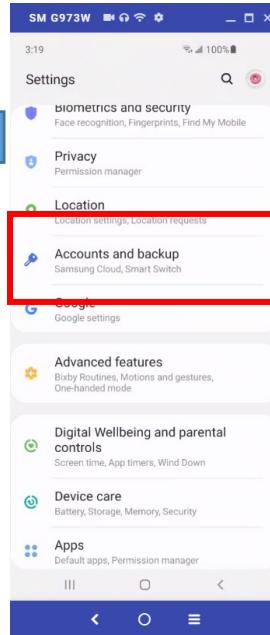 SM G973W
3:19
100%
Settings
Biometrics and security
Face recognition, Fingerprints, Find My Mobile
Privacy
Permission manager
Location
Location settings, Location requests
Accounts and backup
Samsung Cloud, Smart Switch
Google
Google settings
Advanced features
Bixby Routines, Motions and gestures,
One-handed mode
Digital Wellbeing and parental
controls
Screen time, App timers, Wind Down
Device care
Battery, Storage, Memory, Security
Apps
Default apps, Permission manager